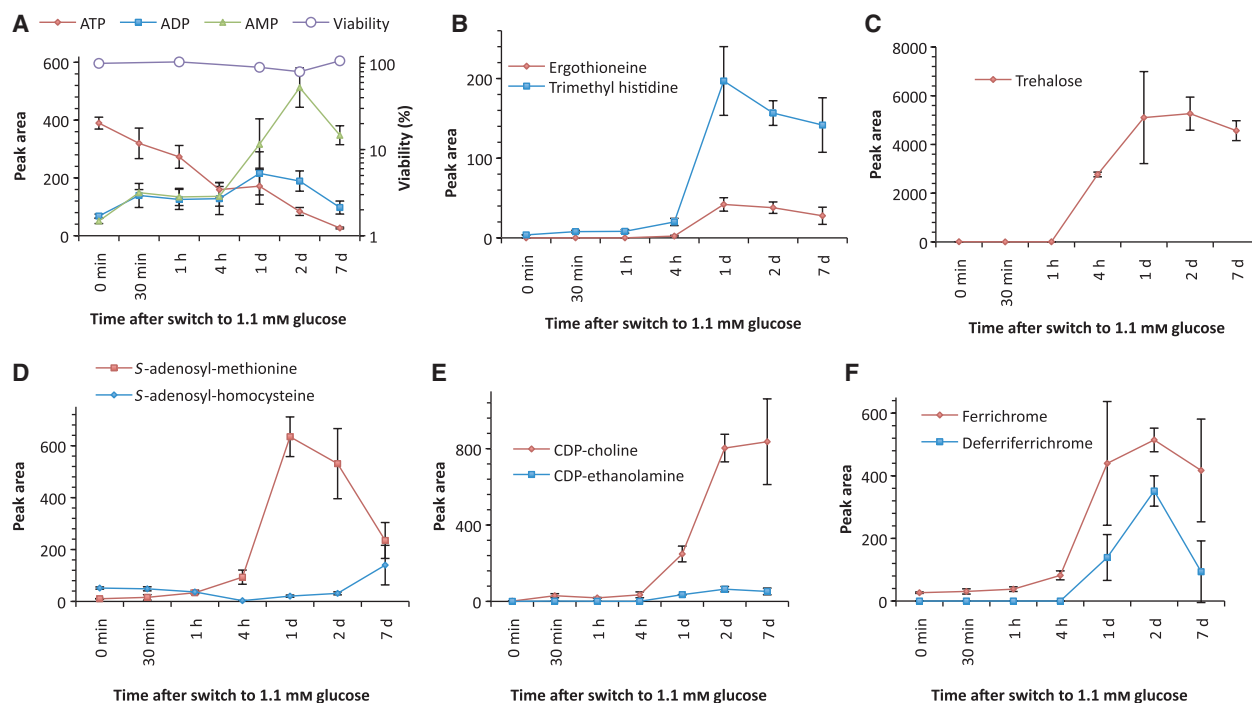 A
ATP ADP AMP Viability
600
400
200
0
Peak area
100
10
1
Viability (%)
0 min
30 min
1 h
4 h
1 d
2 d
7 d
Time after switch to 1.1 mM glucose
B
Ergothioneine
Trimethyl histidine
200
100
0
Peak area
0 min
30 min
1 h
4 h
1 d
2 d
7 d
Time after switch to 1.1 mM glucose
C
Trehalose
8000
6000
4000
2000
0
Peak area
0 min
30 min
1 h
4 h
1 d
2 d
7 d
Time after switch to 1.1 mM glucose
D
S-adenosyl-methionine
S-adenosyl-homocysteine
600
400
200
0
Peak area
0 min
30 min
1 h
4 h
1 d
2 d
7 d
Time after switch to 1.1 mM glucose
E
CDP-choline
CDP-ethanolamine
800
400
0
Peak area
0 min
30 min
1 h
4 h
1 d
2 d
7 d
Time after switch to 1.1 mM glucose
F
Ferrichrome
Deferriferrichrome
600
400
200
0
Peak area
0 min
30 min
1 h
4 h
1 d
2 d
7 d
Time after switch to 1.1 mM glucose